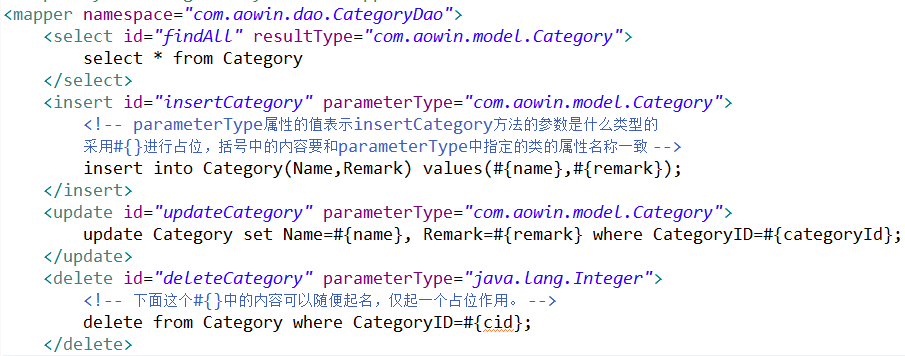 <mapper namespace="com.aowin.dao.CategoryDao">
    <select id="findAll" resultType="com.aowin.model.Category">
        select * from Category
    </select>
    <insert id="insertCategory" parameterType="com.aowin.model.Category">
        <!-- parameterType属性的值表示insertCategory方法的参数是什么类型的
        采用#{}进行占位，括号中的内容要和parameterType中指定的类的属性名称一致 -->
        insert into Category(Name,Remark) values(#{name},#{remark});
    </insert>
    <update id="updateCategory" parameterType="com.aowin.model.Category">
        update Category set Name=#{name}, Remark=#{remark} where CategoryID=#{categoryId};
    </update>
    <delete id="deleteCategory" parameterType="java.lang.Integer">
        <!-- 下面这个#{}中的内容可以随便起名，仅起一个占位作用。-->
        delete from Category where CategoryID=#{cid};
    </delete>